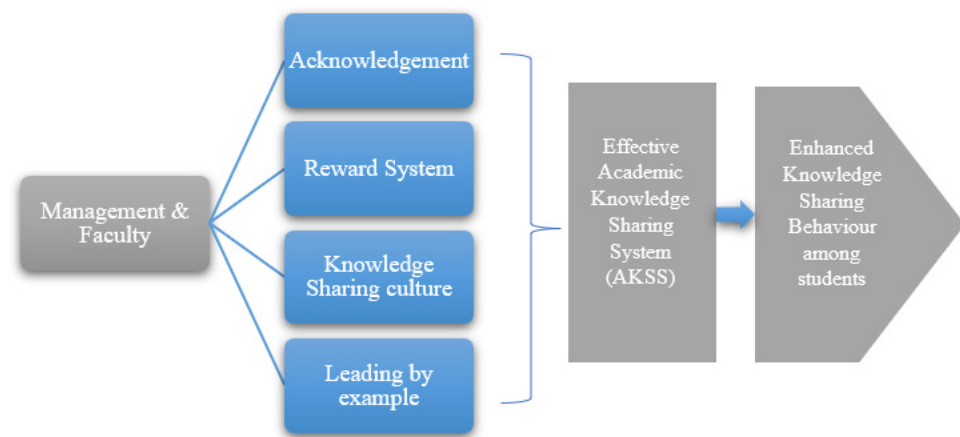 Management &
Faculty
Acknowledgement
Reward System
Knowledge
Sharing culture
Leading by
example
Effective
Academic
Knowledge
Sharing
System
(AKSS)
Enhanced
Knowledge
Sharing
Behaviour
among
students